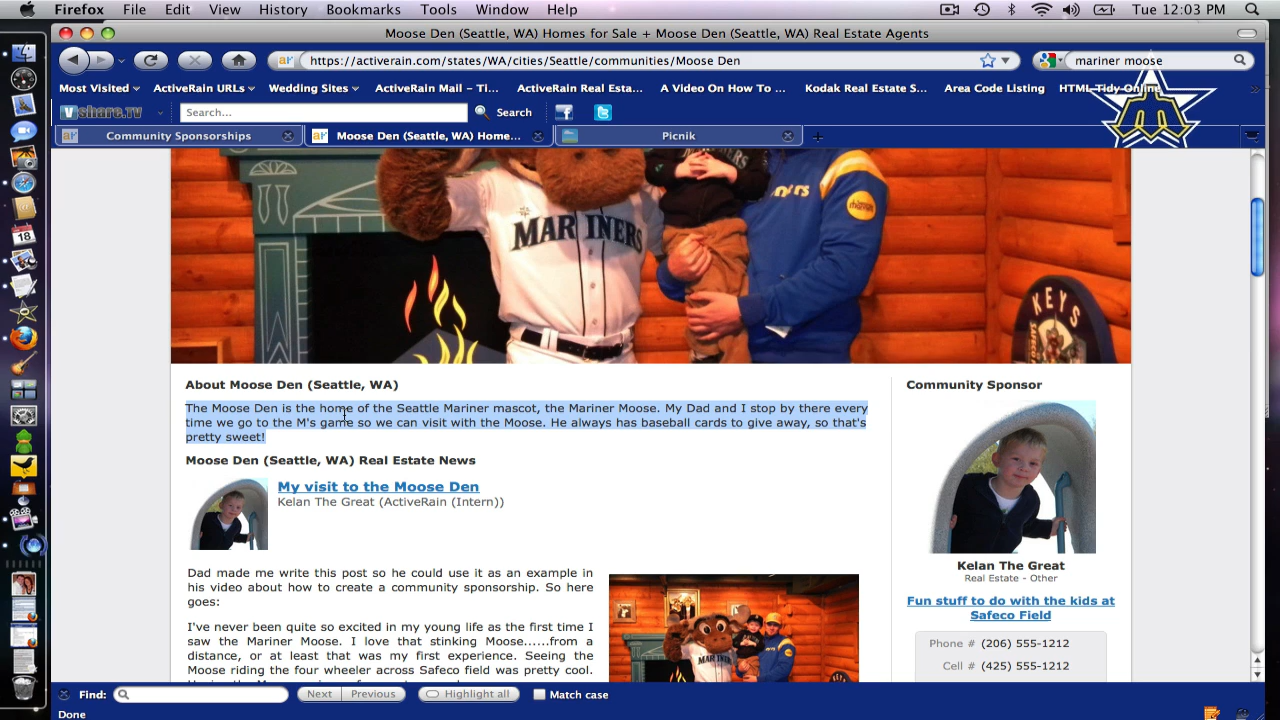 Firefox File Edit View History Bookmarks Tools Window Help Tue 12:03 PM
Moose Den (Seattle, WA) Homes for Sale + Moose Den (Seattle, WA) Real Estate Agents
https://activerain.com/states/WA/cities/Seattle/communities/Moose Den mariner moose
Most Visited ActiveRain URLs Wedding Sites ActiveRain Mail – Ti... ActiveRain Real Esta... A Video On How To ... Kodak Real Estate S... Area Code Listing HTML Tidy Online
vshare.tv Search... Search
Community Sponsorships Moose Den (Seattle, WA) Home... Picnik
MARINERS
KEYS
About Moose Den (Seattle, WA)
The Moose Den is the home of the Seattle Mariner mascot, the Mariner Moose. My Dad and I stop by there every
time we go to the M's game so we can visit with the Moose. He always has baseball cards to give away, so that's
pretty sweet!
Moose Den (Seattle, WA) Real Estate News
My visit to the Moose Den
Kelan The Great (ActiveRain (Intern))
Dad made me write this post so he could use it as an example in
his video about how to create a community sponsorship. So here
goes:
I've never been quite so excited in my young life as the first time I
saw the Mariner Moose. I love that stinking Moose......from a
distance, or at least that was my first experience. Seeing the
Moose riding the four wheeler across Safeco field was pretty cool.
Community Sponsor
Kelan The Great
Real Estate - Other
Fun stuff to do with the kids at
Safeco Field
Phone # (206) 555-1212
Cell # (425) 555-1212
Find: Next Previous Highlight all Match case
Done